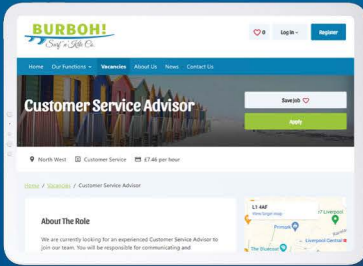 BURBOH!
Surf 'n' Kite Co.
0
Log In
Register
Home
Our Functions
Vacancies
About Us
News
Contact Us
Customer Service Advisor
Save Job
Apply
North West
Customer Service
£7.46 per hour
Home / Vacancies / Customer Service Advisor
About The Role
We are currently looking for an experienced Customer Service Advisor to
join our team. You will be responsible for communicating and
L1 4AF
View larger map
Liverpool
Primark
Liverpool Central